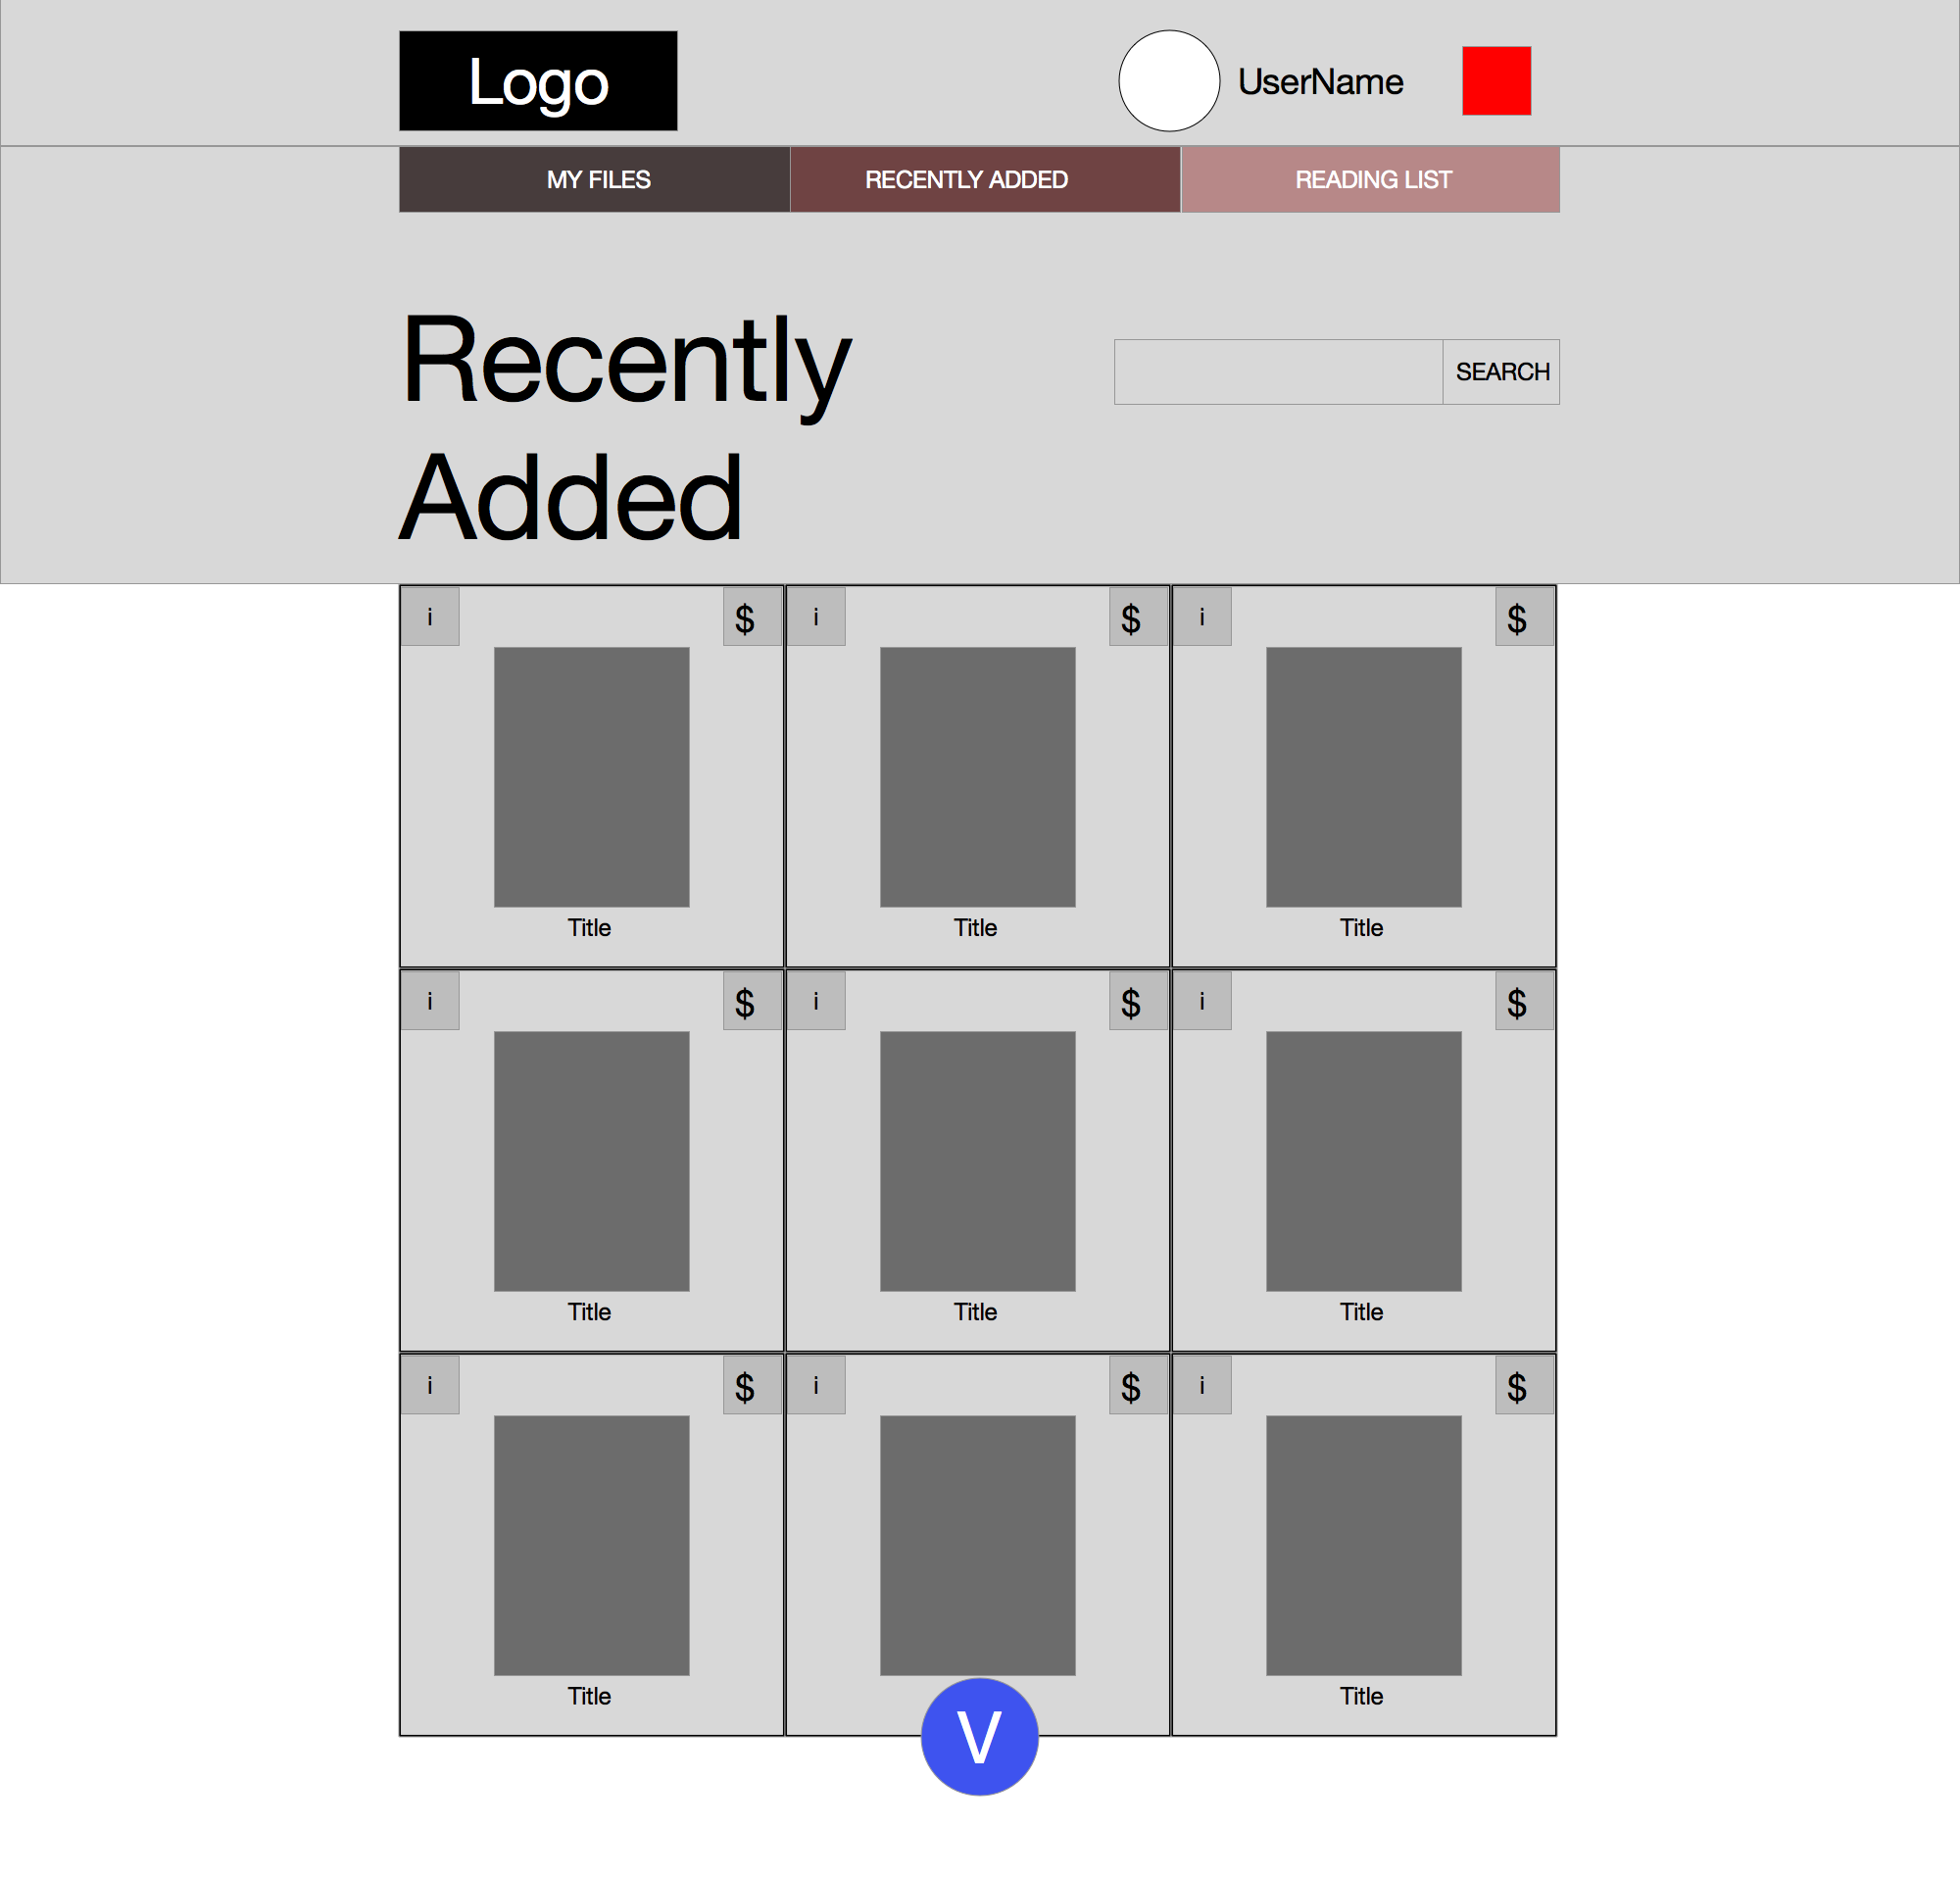 Logo
UserName
MY FILES
RECENTLY ADDED
READING LIST
Recently
Added
SEARCH
i
$
i
$
i
$
Title
Title
Title
i
$
i
$
i
$
Title
Title
Title
i
$
i
$
i
$
Title
Title
V